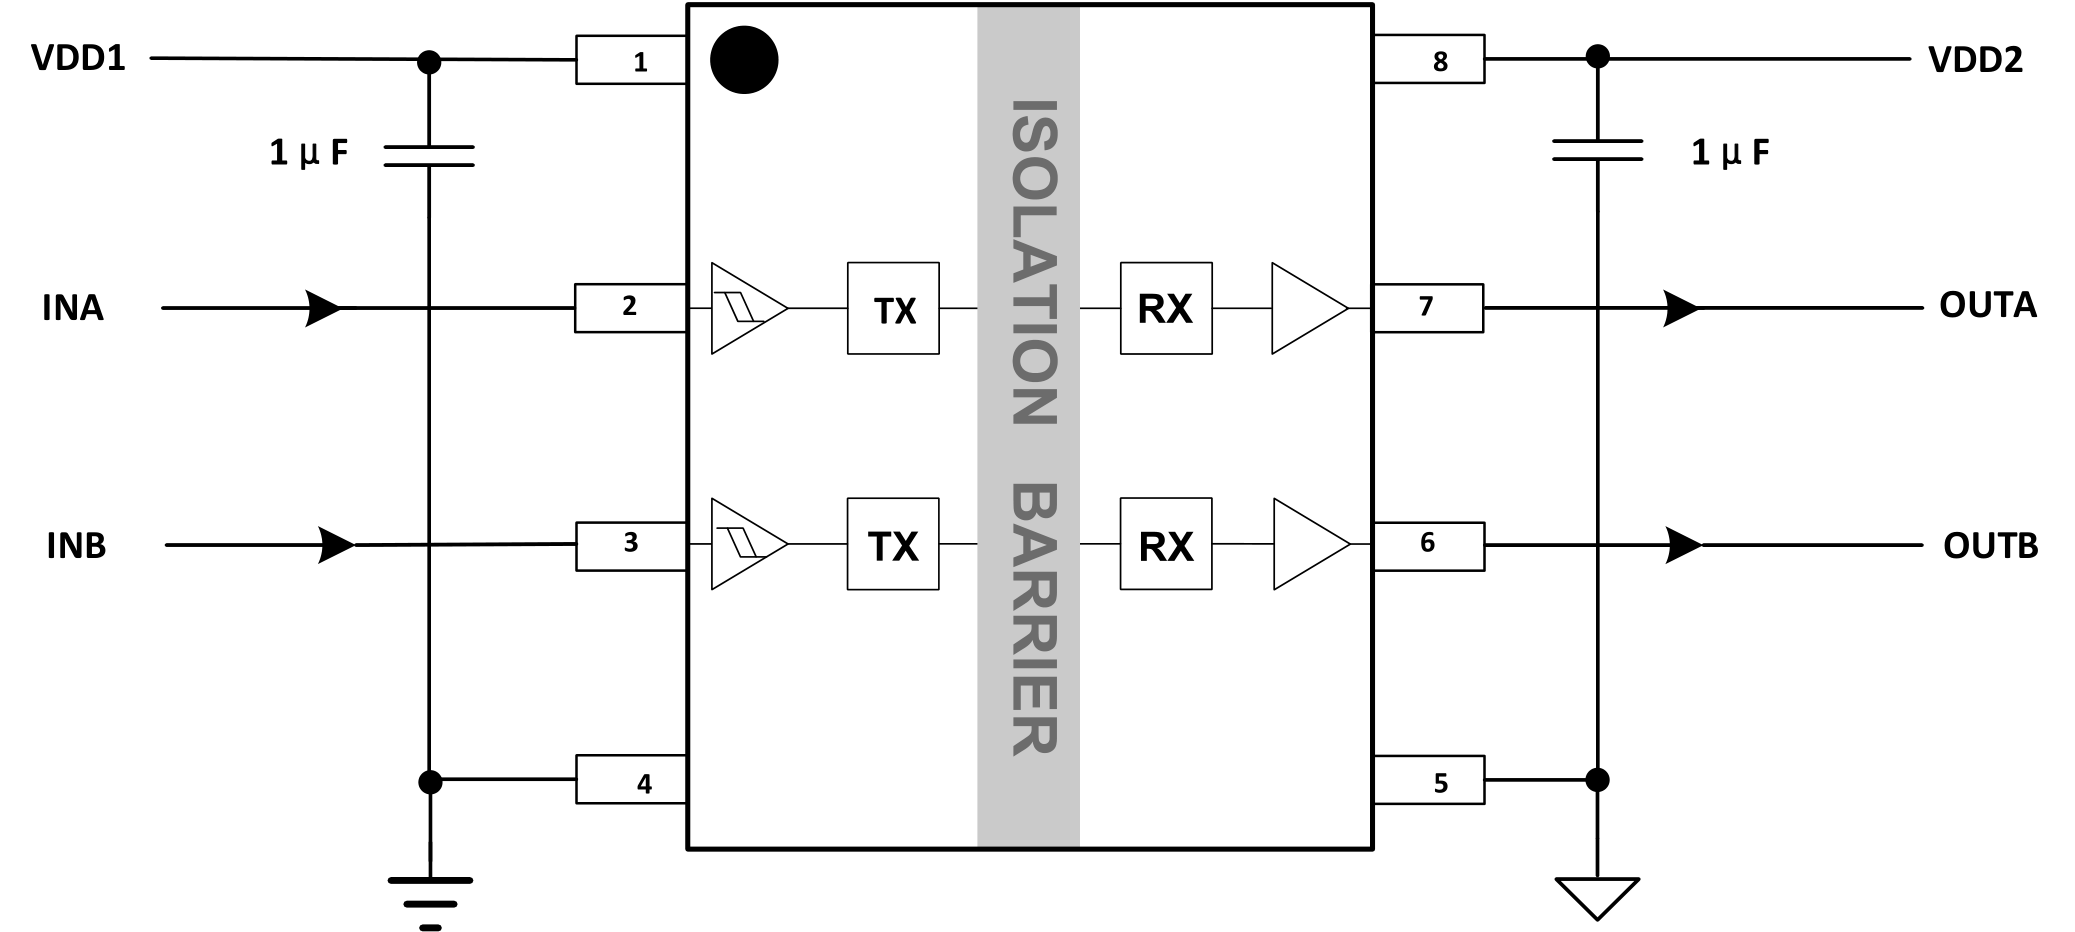 VDD1
1
8
VDD2
1 µ F
1 µ F
ISOLATION BARRIER
INA
2
TX
RX
7
OUTA
INB
3
TX
RX
6
OUTB
4
5